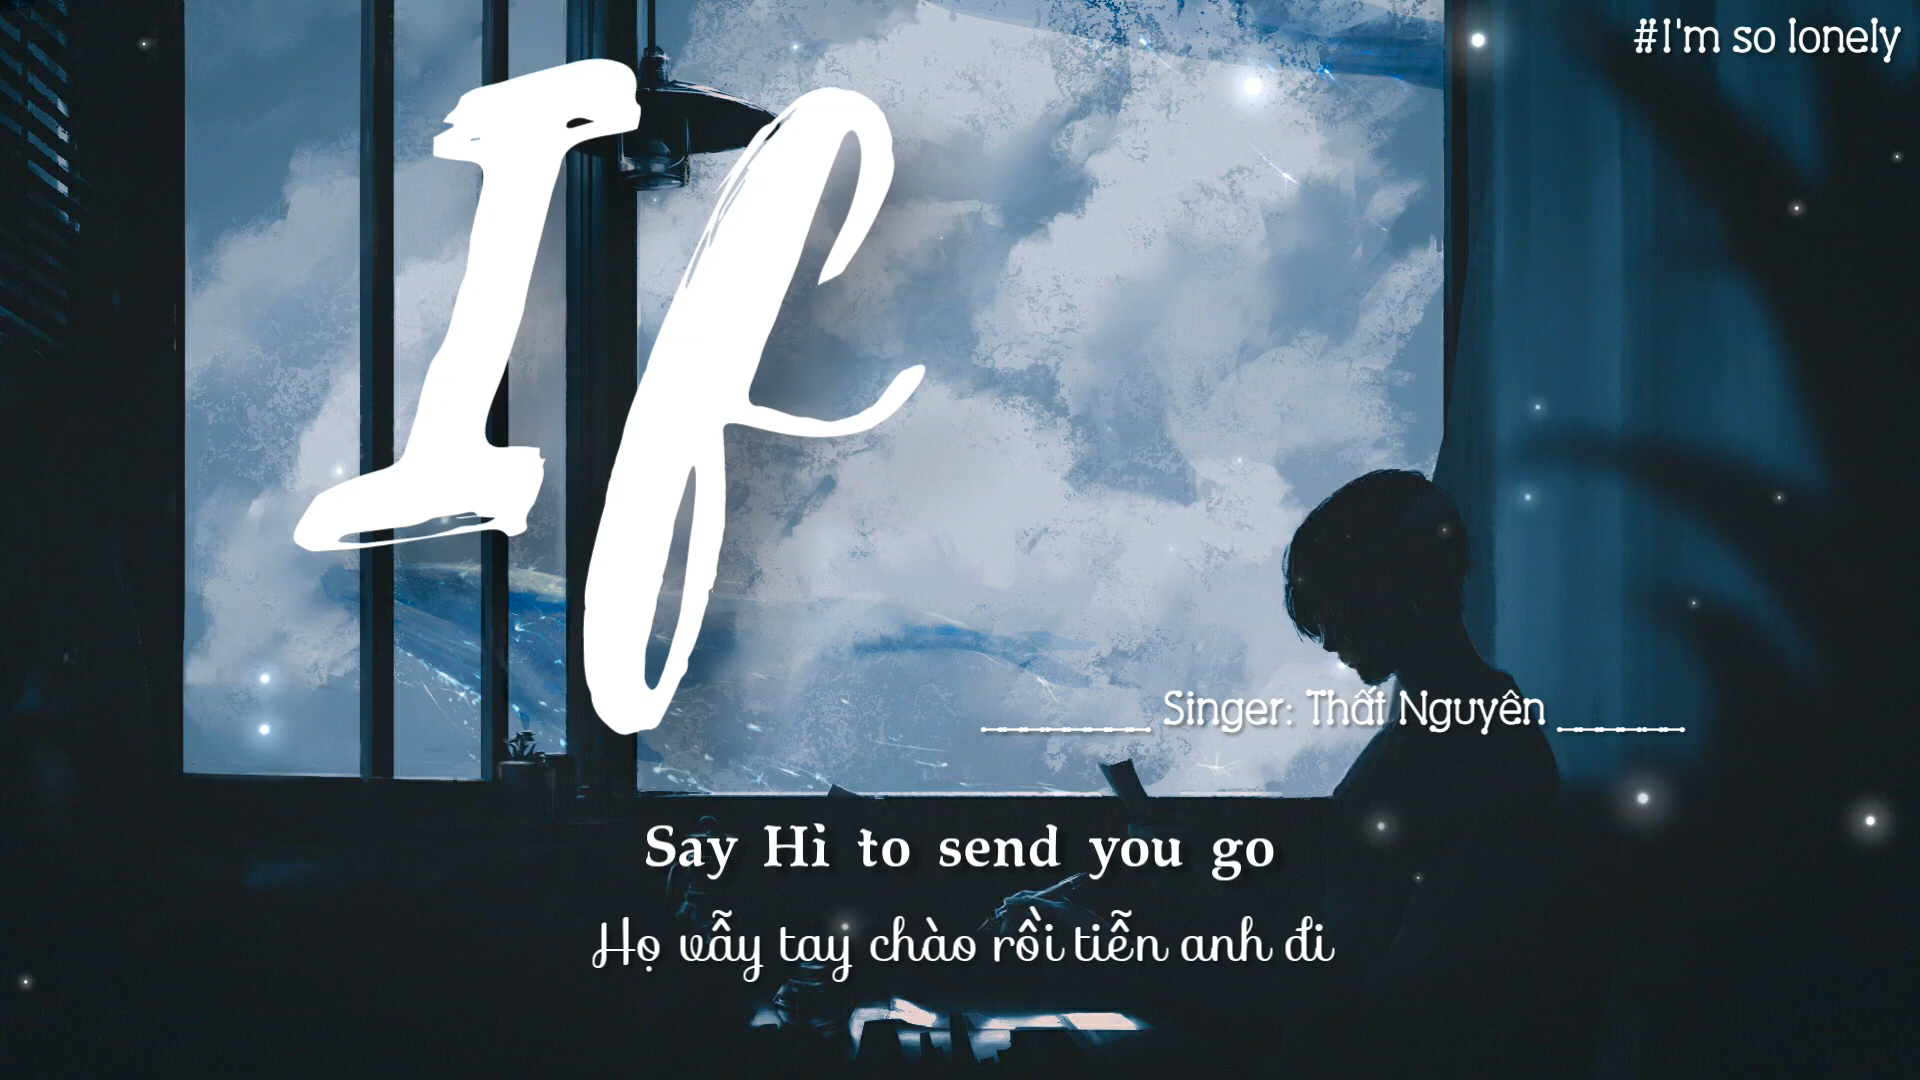 #I'm so lonely
If
Singer: Thất Nguyên
Say Hi to send you go
Họ vẫy tay chào rồi tiễn anh đi